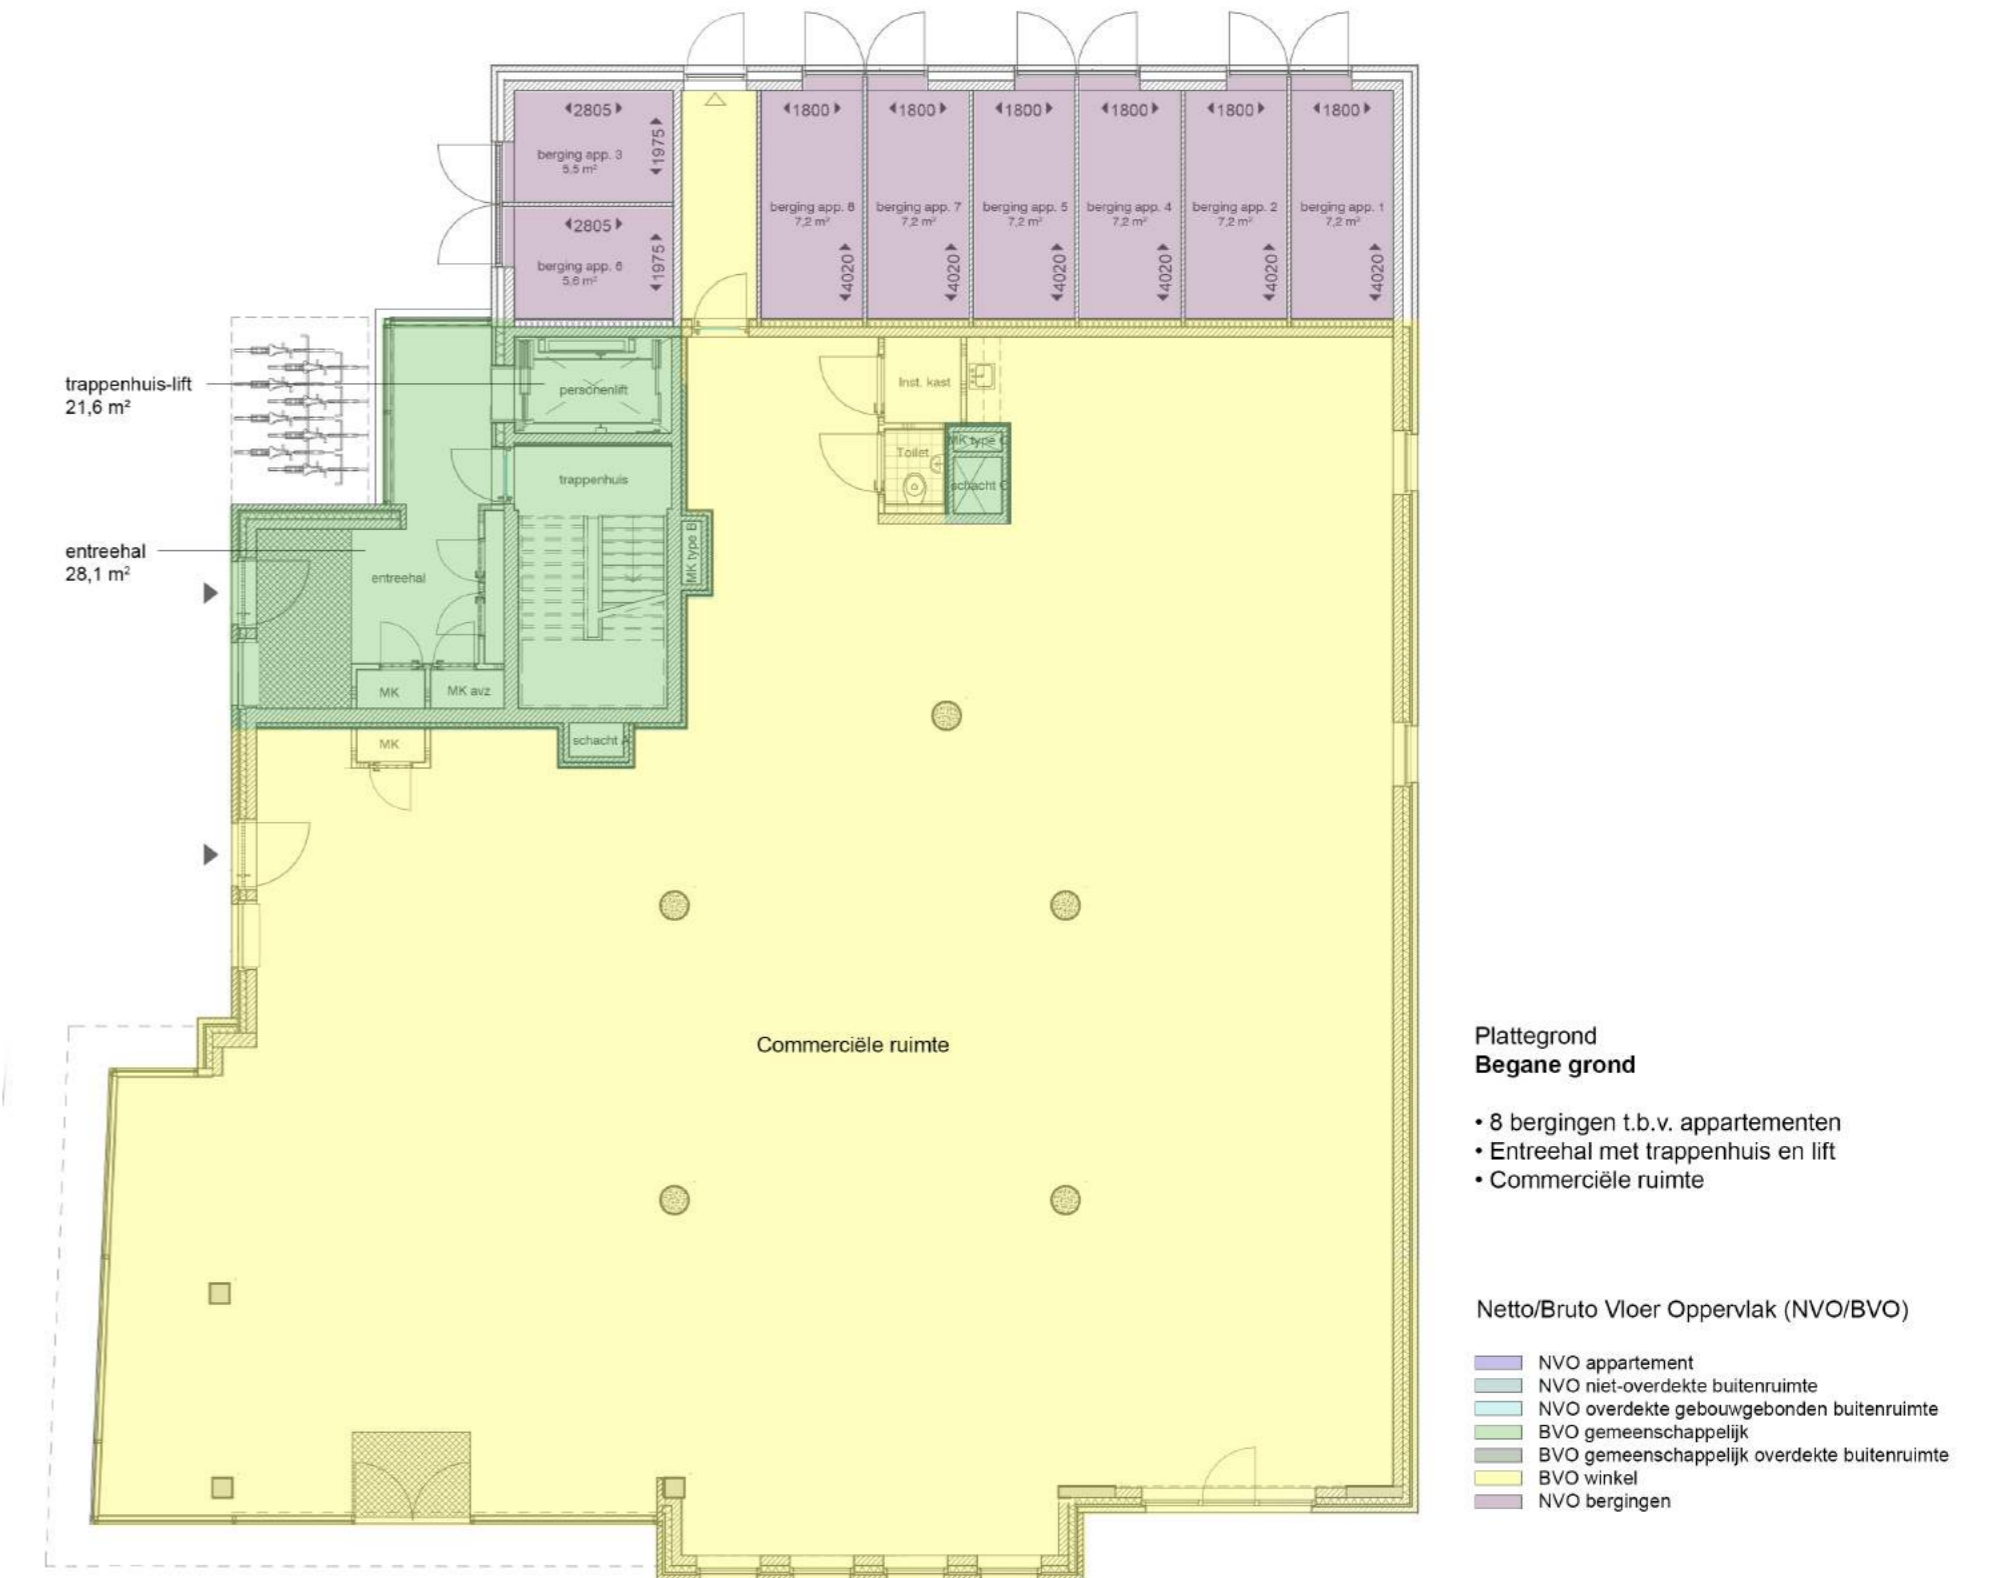 2805
1975
berging app. 3
5,5 m²
2805
1975
berging app. 6
5,6 m²
1800
1800
1800
1800
1800
1800
berging app. 8
7,2 m²
berging app. 7
7,2 m²
berging app. 5
7,2 m²
berging app. 4
7,2 m²
berging app. 2
7,2 m²
berging app. 1
7,2 m²
4020
4020
4020
4020
4020
4020
trappenhuis-lift
21,6 m²
personenlift
Inst. kast
Toilet
MK type C
schacht C
trappenhuis
MK type B
entreehal
28,1 m²
entreehal
MK
MK avz
MK
schacht A
Commerciële ruimte
Plattegrond
Begane grond
• 8 bergingen t.b.v. appartementen
• Entreehal met trappenhuis en lift
• Commerciële ruimte
Netto/Bruto Vloer Oppervlak (NVO/BVO)
NVO appartement
NVO niet-overdekte buitenruimte
NVO overdekte gebouwgebonden buitenruimte
BVO gemeenschappelijk
BVO gemeenschappelijk overdekte buitenruimte
BVO winkel
NVO bergingen